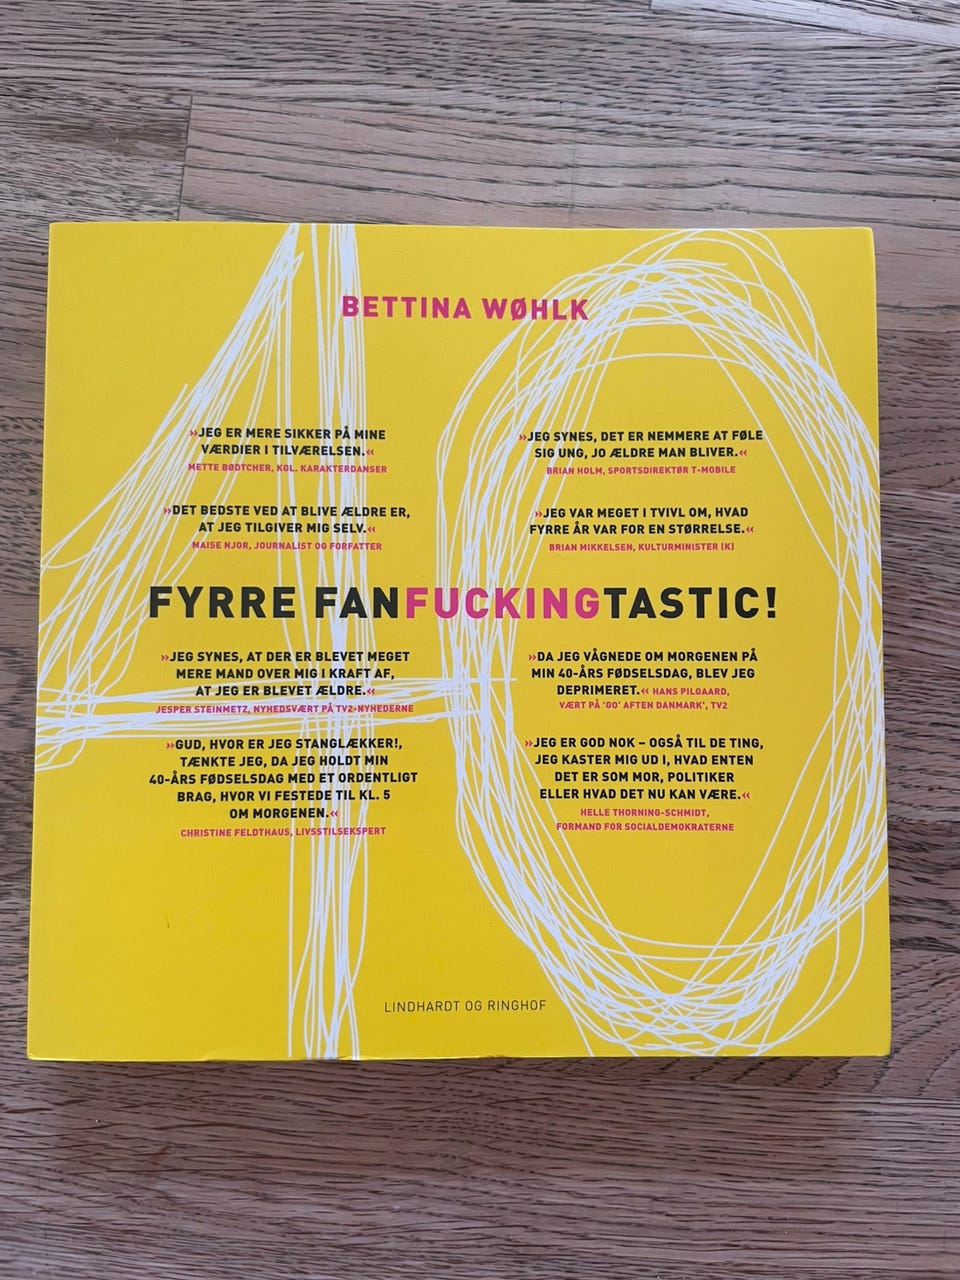 BETTINA WØHLK
»JEG ER MERE SIKKER PÅ MINE
VÆRDIER I TILVÆRELSEN.«
METTE BØDTCHER, KGL. KARAKTERDANSER
»DET BEDSTE VED AT BLIVE ÆLDRE ER,
AT JEG TILGIVER MIG SELV.«
MAISE NJOR, JOURNALIST OG FORFATTER
»JEG SYNES, DET ER NEMMERE AT FØLE
SIG UNG, JO ÆLDRE MAN BLIVER.«
BRIAN HOLM, SPORTSDIREKTØR T-MOBILE
»JEG VAR MEGET I TVIVL OM, HVAD
FYRRE ÅR VAR FOR EN STØRRELSE.«
BRIAN MIKKELSEN, KULTURMINISTER (K)
40
FYRRE FANFUCKINGTASTIC!
»JEG SYNES, AT DER ER BLEVET MEGET
MERE MAND OVER MIG I KRAFT AF,
AT JEG ER BLEVET ÆLDRE.«
JESPER STEINMETZ, NYHEDSVÆRT PÅ TV2-NYHEDERNE
»GUD, HVOR ER JEG STANGLÆKKER!,
TÆNKTE JEG, DA JEG HOLDT MIN
40-ÅRS FØDSELSDAG MED ET ORDENTLIGT
BRAG, HVOR VI FESTEDE TIL KL. 5
OM MORGENEN.«
CHRISTINE FELDTHAUS, LIVSSTILSEKSPERT
»DA JEG VÅGNEDE OM MORGENEN PÅ
MIN 40-ÅRS FØDSELSDAG, BLEV JEG
DEPRIMERET.« HANS PILGAARD,
VÆRT PÅ 'GO' AFTEN DANMARK', TV2
»JEG ER GOD NOK – OGSÅ TIL DE TING,
JEG KASTER MIG UD I, HVAD ENTEN
DET ER SOM MOR, POLITIKER
ELLER HVAD DET NU KAN VÆRE.«
HELLE THORNING-SCHMIDT,
FORMAND FOR SOCIALDEMOKRATERNE
LINDHARDT OG RINGHOF